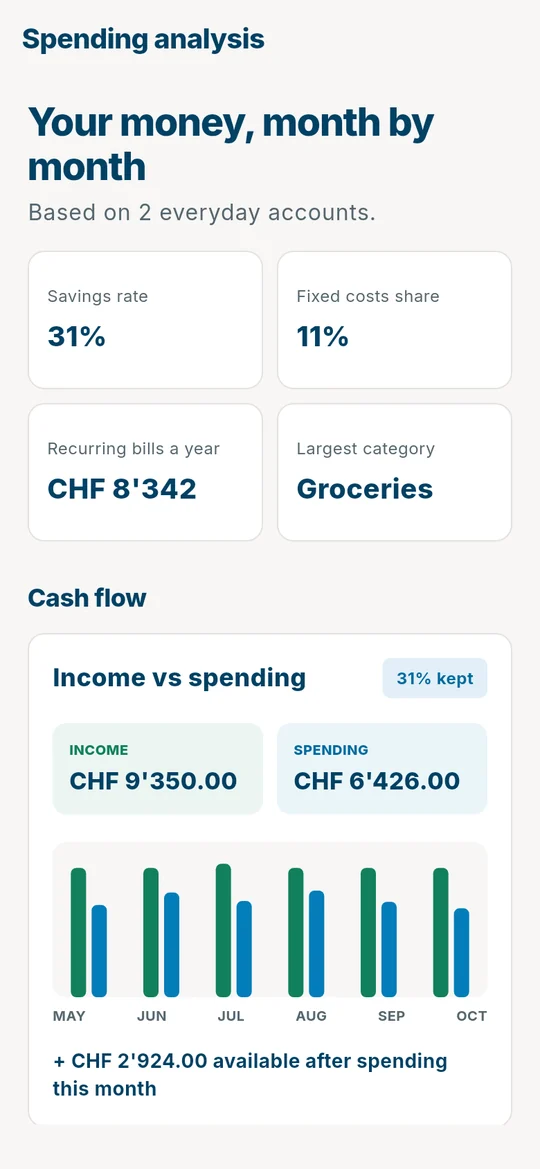 Spending analysis
Your money, month by
month
Based on 2 everyday accounts.
Savings rate
31%
Fixed costs share
11%
Recurring bills a year
CHF 8'342
Largest category
Groceries
Cash flow
Income vs spending
31% kept
INCOME
CHF 9'350.00
SPENDING
CHF 6'426.00
MAY JUN JUL AUG SEP OCT
+ CHF 2'924.00 available after spending
this month